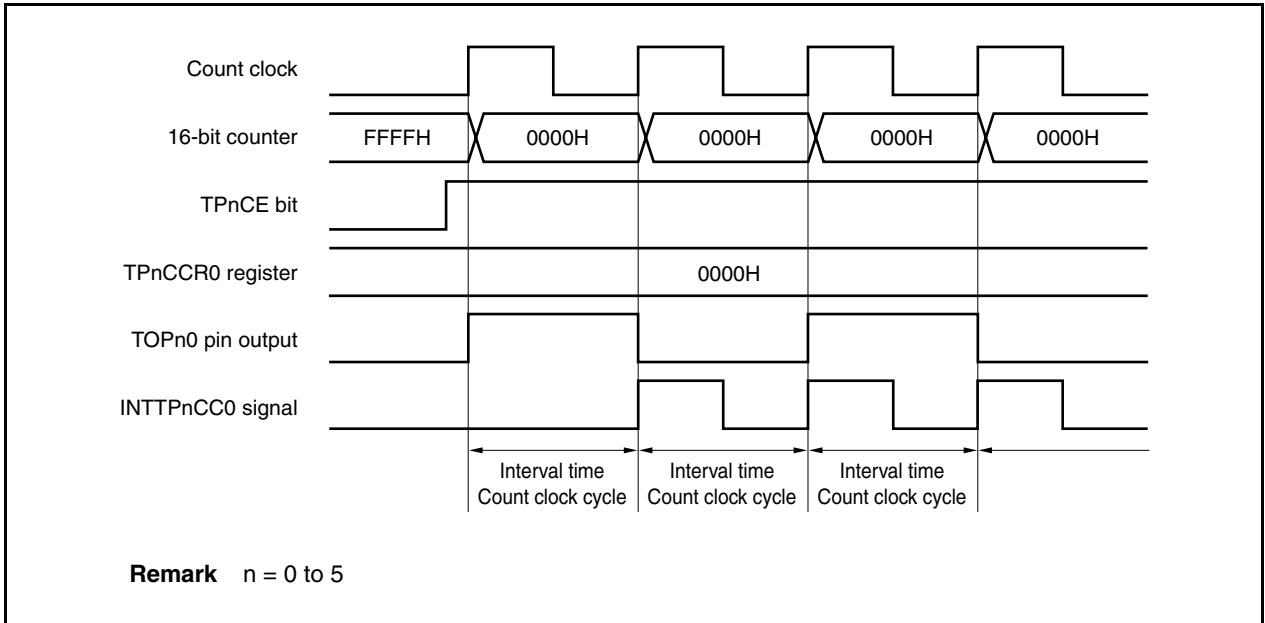 Count clock
16-bit counter FFFFH 0000H 0000H 0000H 0000H
TPnCE bit
TPnCCR0 register 0000H
TOPn0 pin output
INTTPnCC0 signal
Interval time Interval time Interval time
Count clock cycle Count clock cycle Count clock cycle
Remark n = 0 to 5